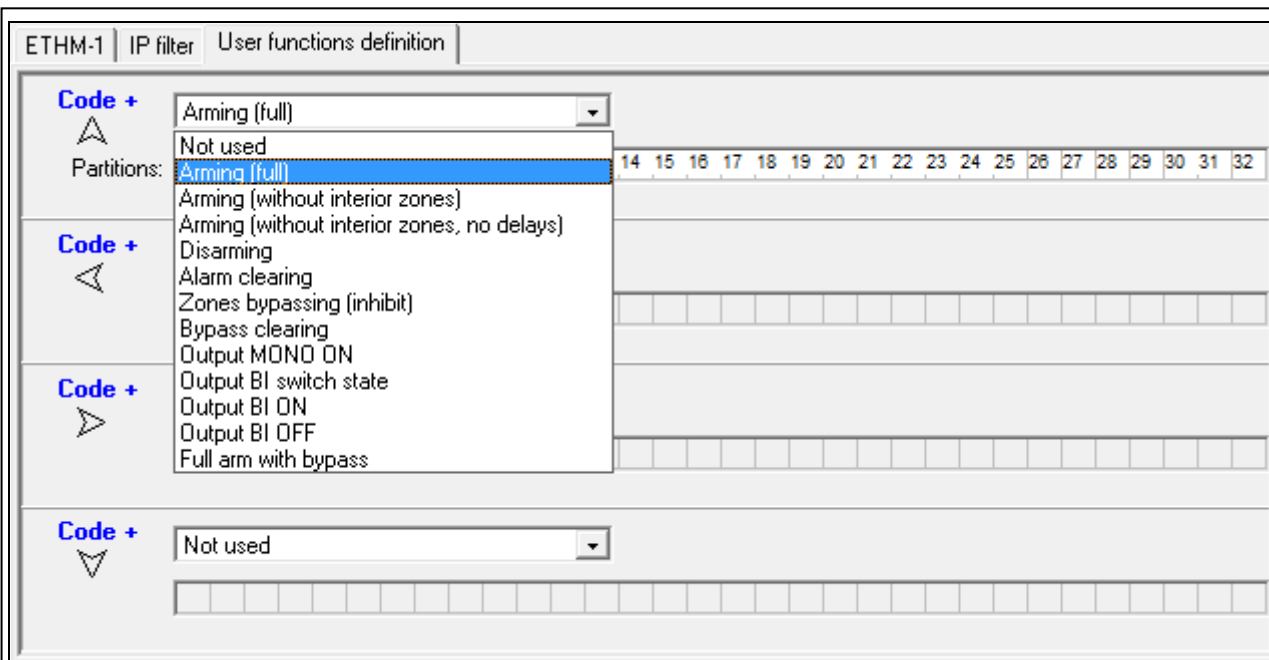 ETHM-1 IP filter User functions definition
Code +
Arming (full)
Partitions:
14 15 16 17 18 19 20 21 22 23 24 25 26 27 28 29 30 31 32
Not used
Arming (full)
Arming (without interior zones)
Arming (without interior zones, no delays)
Disarming
Alarm clearing
Zones bypassing (inhibit)
Bypass clearing
Output MONO ON
Output BI switch state
Output BI ON
Output BI OFF
Full arm with bypass
Code +
Code +
Code +
Not used